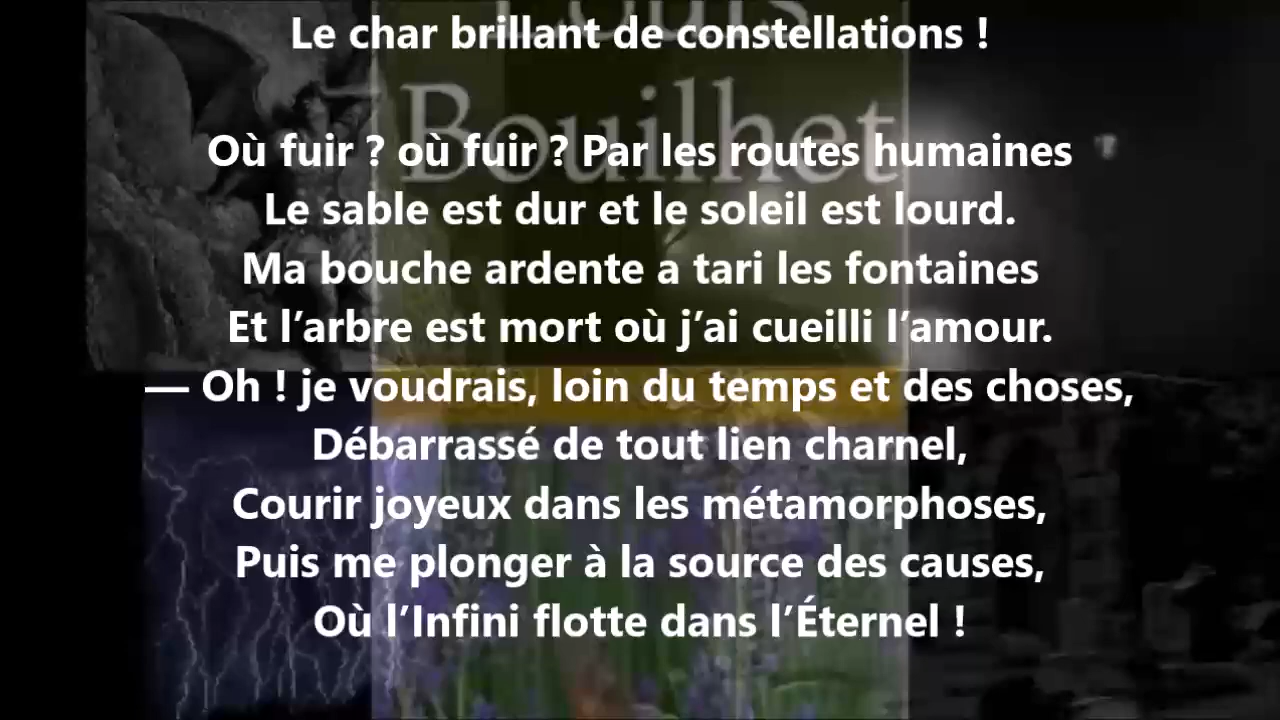 Le char brillant de constellations !
Louis
Bouilhet
Où fuir ? où fuir ? Par les routes humaines
Le sable est dur et le soleil est lourd.
Ma bouche ardente a tari les fontaines
Et l’arbre est mort où j’ai cueilli l’amour.
— Oh ! je voudrais, loin du temps et des choses,
Débarrassé de tout lien charnel,
Courir joyeux dans les métamorphoses,
Puis me plonger à la source des causes,
Où l’Infini flotte dans l’Éternel !